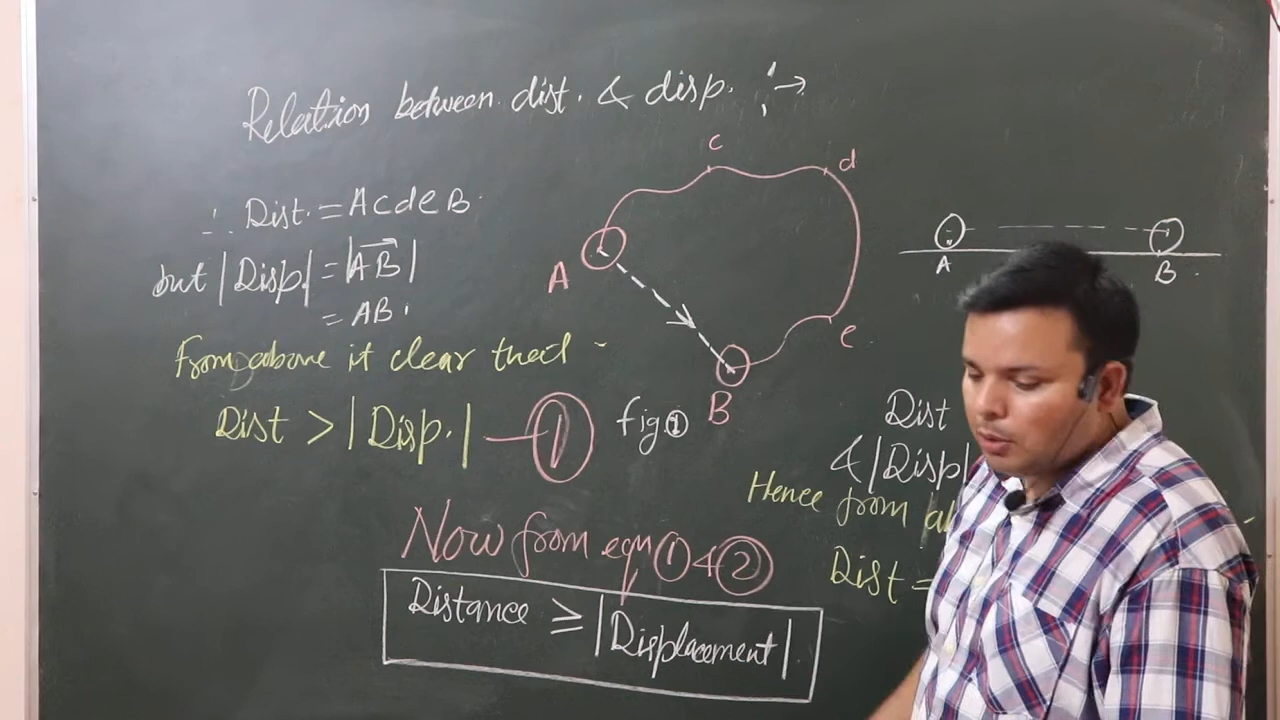 Relation between dist. & disp. :→
∴ Dist. = A c d e B.
but |Disp.| = |AB|
= AB.
From above it clear that -
Dist > |Disp.| — 1
c
d
A
e
B
fig. 1
A
B
Dist
& |Disp|
Hence from
Dist =
Now from eqn 1 & 2
Distance ≥ |Displacement|